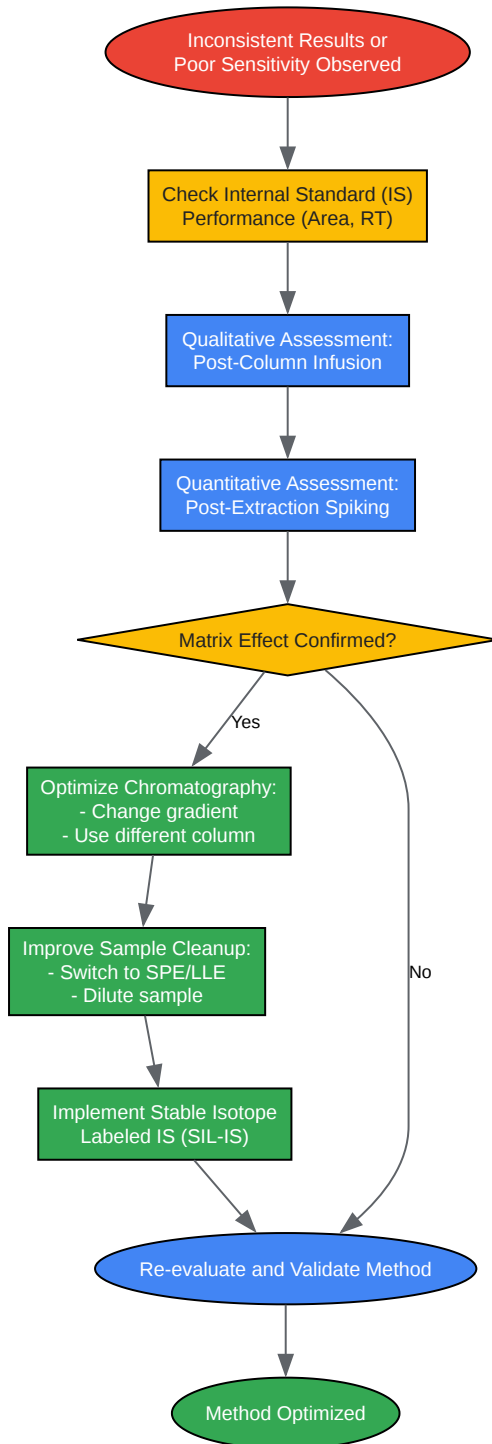 Inconsistent Results or
Poor Sensitivity Observed
Check Internal Standard (IS)
Performance (Area, RT)
Qualitative Assessment:
Post-Column Infusion
Quantitative Assessment:
Post-Extraction Spiking
Matrix Effect Confirmed?
Yes
Optimize Chromatography:
- Change gradient
- Use different column
Improve Sample Cleanup:
- Switch to SPE/LLE
- Dilute sample
No
Implement Stable Isotope
Labeled IS (SIL-IS)
Re-evaluate and Validate Method
Method Optimized